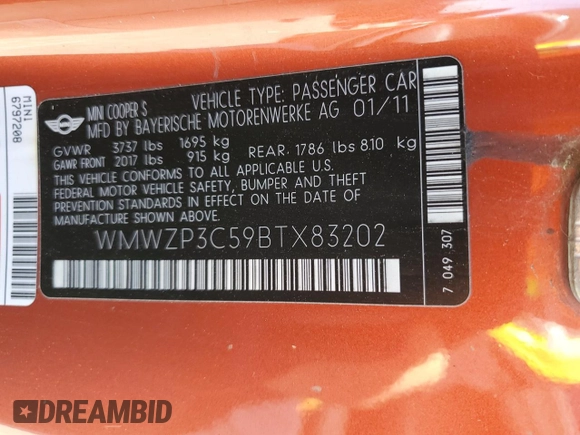 MINI
6797208
MINI COOPER S
VEHICLE TYPE: PASSENGER CAR
MFD BY BAYERISCHE MOTORENWERKE AG 01/11
GVWR 3737 lbs 1695 kg
GAWR FRONT 2017 lbs 915 kg REAR. 1786 lbs 810 kg
THIS VEHICLE CONFORMS TO ALL APPLICABLE U.S.
FEDERAL MOTOR VEHICLE SAFETY, BUMPER AND THEFT
PREVENTION STANDARDS IN EFFECT ON THE DATE OF
MANUFACTURE SHOWN ABOVE.
WMWZP3C59BTX83202
7 049 307
DREAMBID